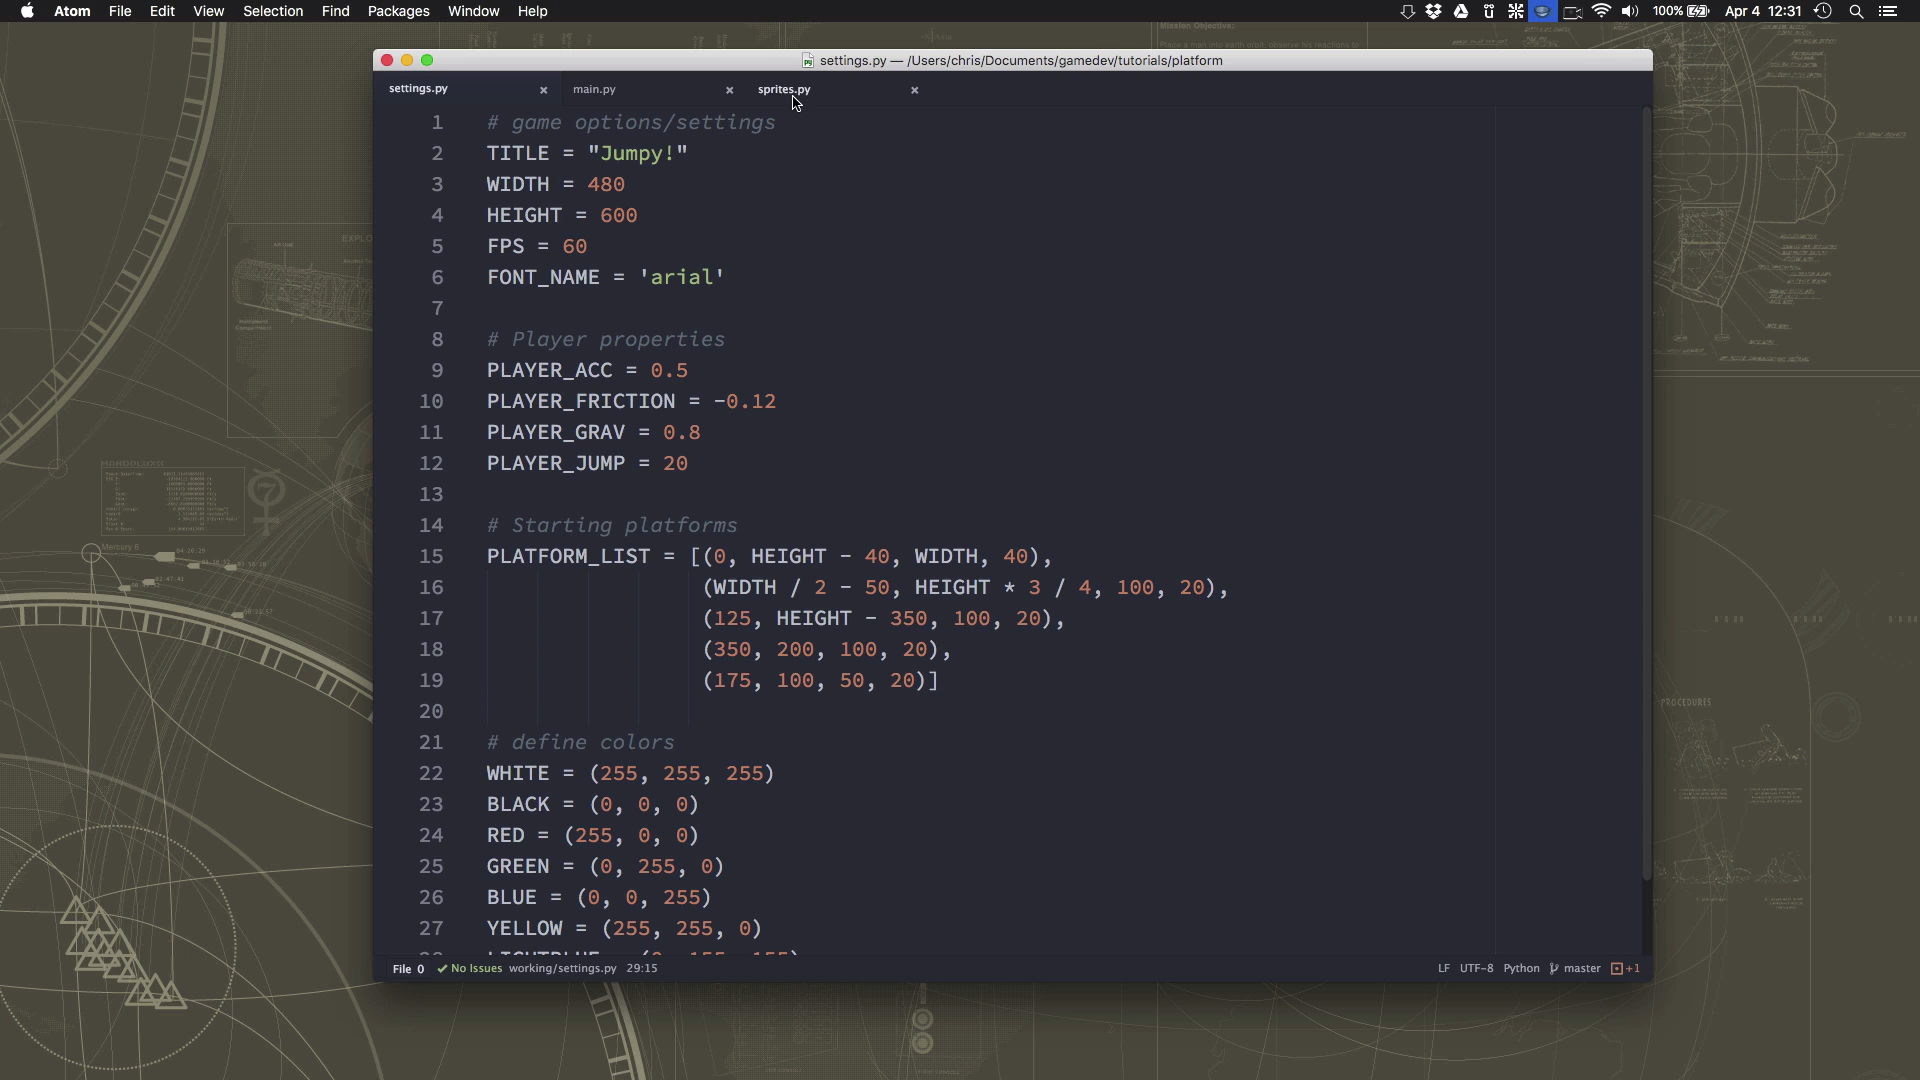 Atom File Edit View Selection Find Packages Window Help
100% Apr 4 12:31
settings.py — /Users/chris/Documents/gamedev/tutorials/platform
settings.py × main.py × sprites.py ×
1 # game options/settings
2 TITLE = "Jumpy!"
3 WIDTH = 480
4 HEIGHT = 600
5 FPS = 60
6 FONT_NAME = 'arial'
7
8 # Player properties
9 PLAYER_ACC = 0.5
10 PLAYER_FRICTION = -0.12
11 PLAYER_GRAV = 0.8
12 PLAYER_JUMP = 20
13
14 # Starting platforms
15 PLATFORM_LIST = [(0, HEIGHT - 40, WIDTH, 40),
16 (WIDTH / 2 - 50, HEIGHT * 3 / 4, 100, 20),
17 (125, HEIGHT - 350, 100, 20),
18 (350, 200, 100, 20),
19 (175, 100, 50, 20)]
20
21 # define colors
22 WHITE = (255, 255, 255)
23 BLACK = (0, 0, 0)
24 RED = (255, 0, 0)
25 GREEN = (0, 255, 0)
26 BLUE = (0, 0, 255)
27 YELLOW = (255, 255, 0)
File 0 No Issues working/settings.py 29:15
LF UTF-8 Python master +1
Mission Objective:
PROCEDURES
Mercury 6